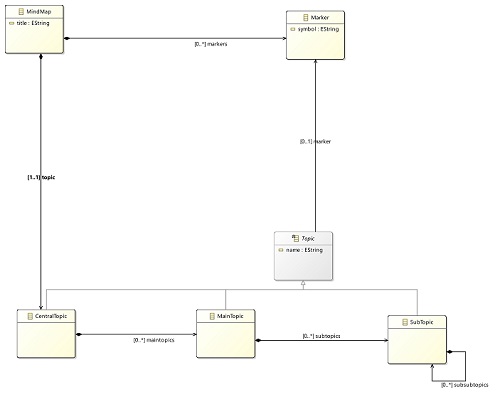 MindMap
title : EString
Marker
symbol : EString
[0..*] markers
[0..1] marker
[1..1] topic
Topic
name : EString
CentralTopic
MainTopic
SubTopic
[0..*] maintopics
[0..*] subtopics
[0..*] subsubtopics